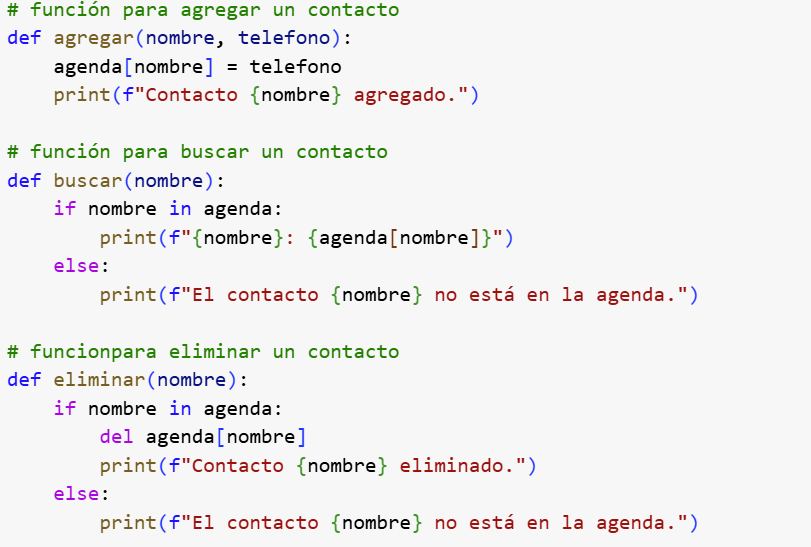 # función para agregar un contacto
def agregar(nombre, telefono):
    agenda[nombre] = telefono
    print(f"Contacto {nombre} agregado.")

# función para buscar un contacto
def buscar(nombre):
    if nombre in agenda:
        print(f"{nombre}: {agenda[nombre]}")
    else:
        print(f"El contacto {nombre} no está en la agenda.")

# funcionpara eliminar un contacto
def eliminar(nombre):
    if nombre in agenda:
        del agenda[nombre]
        print(f"Contacto {nombre} eliminado.")
    else:
        print(f"El contacto {nombre} no está en la agenda.")